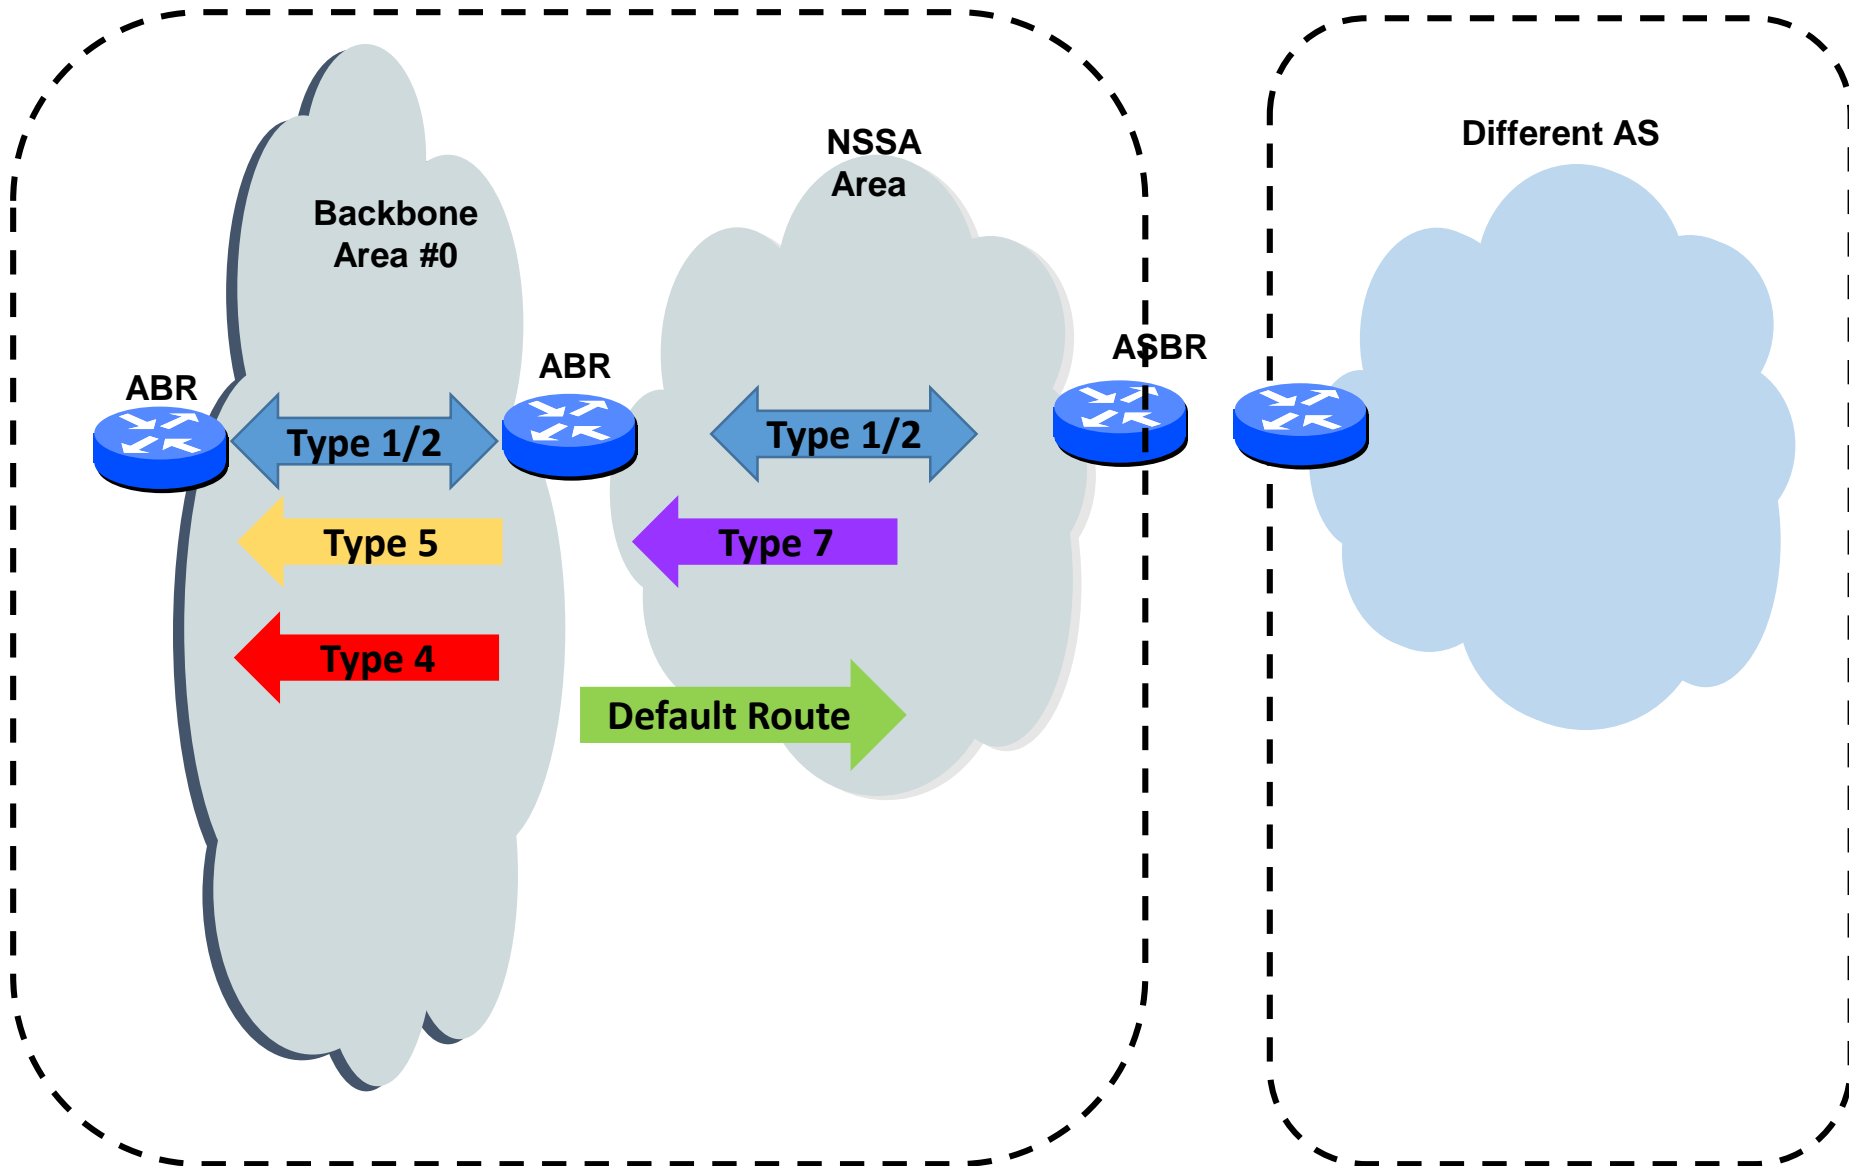 NSSA
Area
Different AS
Backbone
Area #0
ABR
ABR
ASBR
Type 1/2
Type 1/2
Type 5
Type 7
Type 4
Default Route